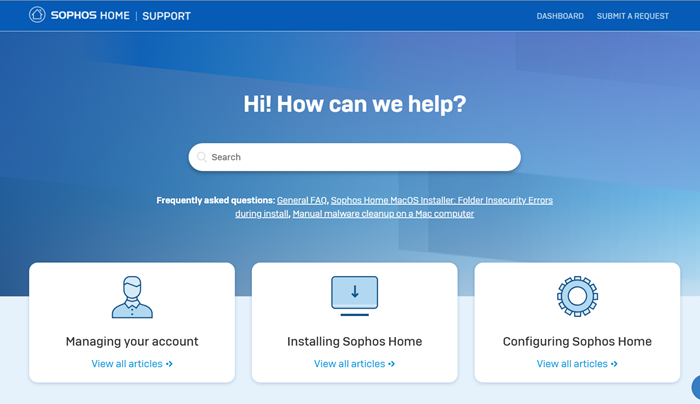 SOPHOS HOME | SUPPORT
DASHBOARD SUBMIT A REQUEST
Hi! How can we help?
Search
Frequently asked questions: General FAQ, Sophos Home MacOS Installer: Folder Insecurity Errors
during install, Manual malware cleanup on a Mac computer
Managing your account
View all articles
Installing Sophos Home
View all articles
Configuring Sophos Home
View all articles